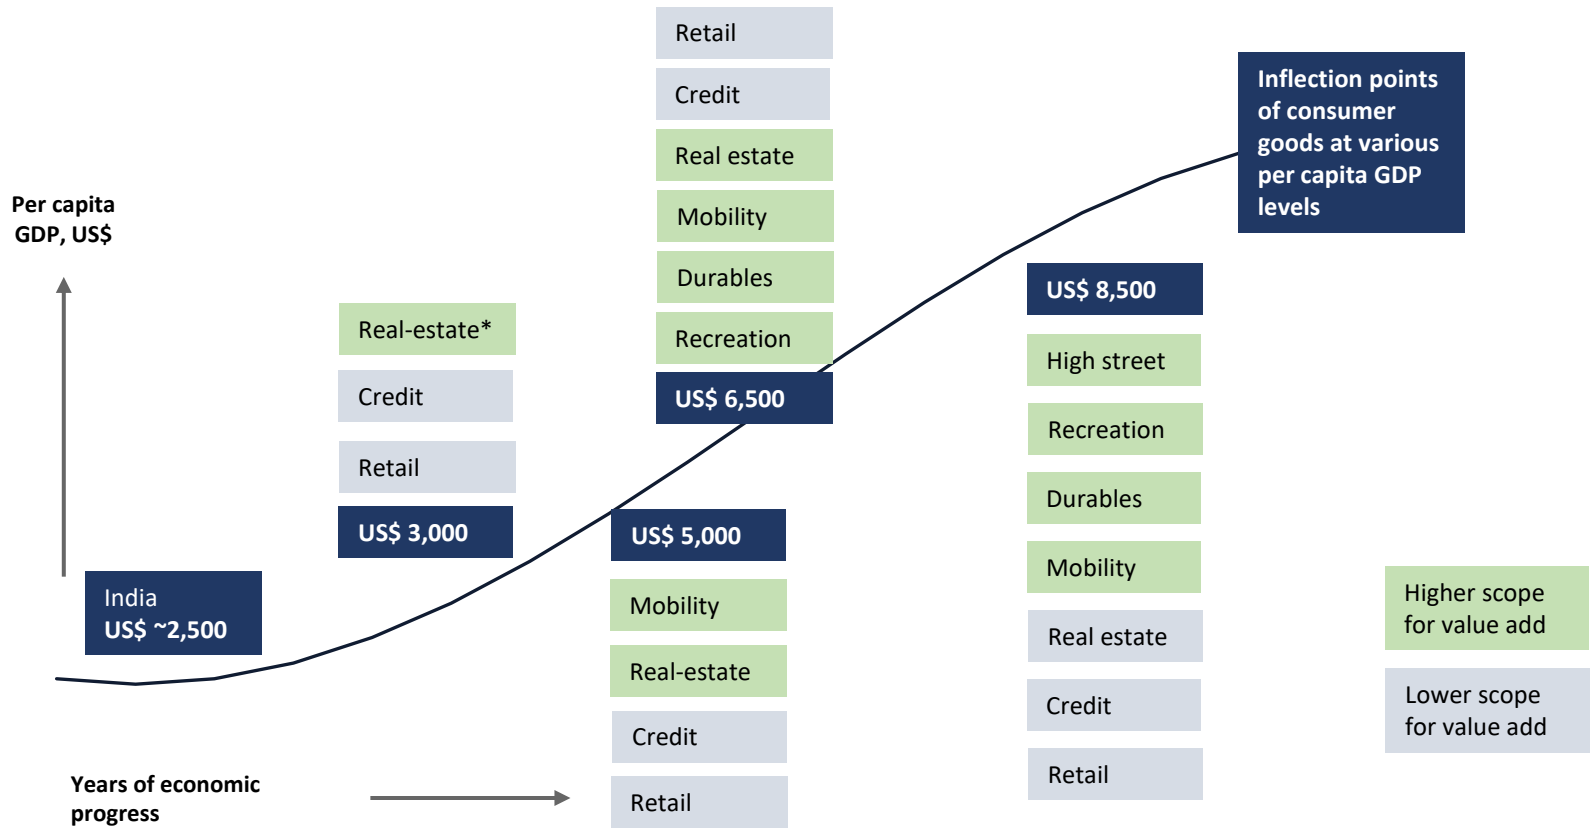 Per capita
GDP, US$
India
US$ ~2,500
Years of economic
progress
Real-estate*
Credit
Retail
US$ 3,000
US$ 5,000
Mobility
Real-estate
Credit
Retail
Retail
Credit
Real estate
Mobility
Durables
Recreation
US$ 6,500
US$ 8,500
High street
Recreation
Durables
Mobility
Real estate
Credit
Retail
Inflection points
of consumer
goods at various
per capita GDP
levels
Higher scope
for value add
Lower scope
for value add